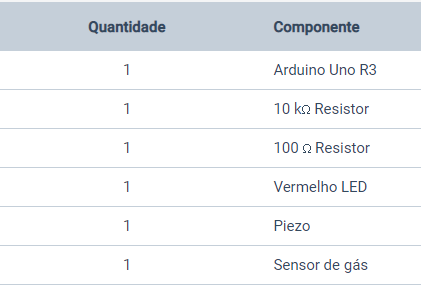 Quantidade Componente
1 Arduino Uno R3
1 10 kΩ Resistor
1 100 Ω Resistor
1 Vermelho LED
1 Piezo
1 Sensor de gás